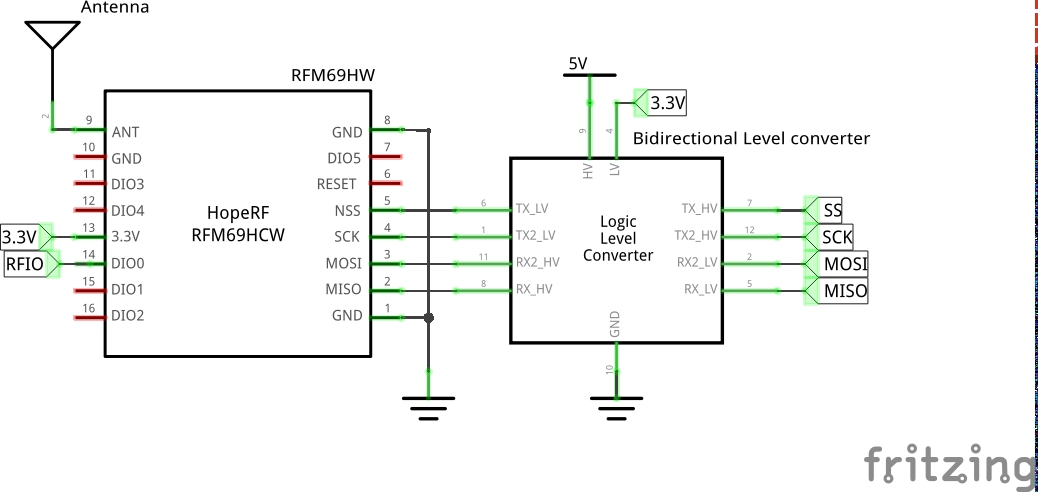 Antenna
RFM69HW
2
9
ANT
10
GND
11
DIO3
12
DIO4
3.3V
13
3.3V
RFIO
14
DIO0
15
DIO1
16
DIO2
HopeRF
RFM69HCW
GND
8
DIO5
7
RESET
6
NSS
5
SCK
4
MOSI
3
MISO
2
GND
1
5V
3.3V
9
4
Bidirectional Level converter
HV
LV
6
TX_LV
1
TX2_LV
11
RX2_HV
8
RX_HV
Logic
Level
Converter
TX_HV
7
SS
TX2_HV
12
SCK
RX2_LV
2
MOSI
RX_LV
5
MISO
GND
10
fritzing